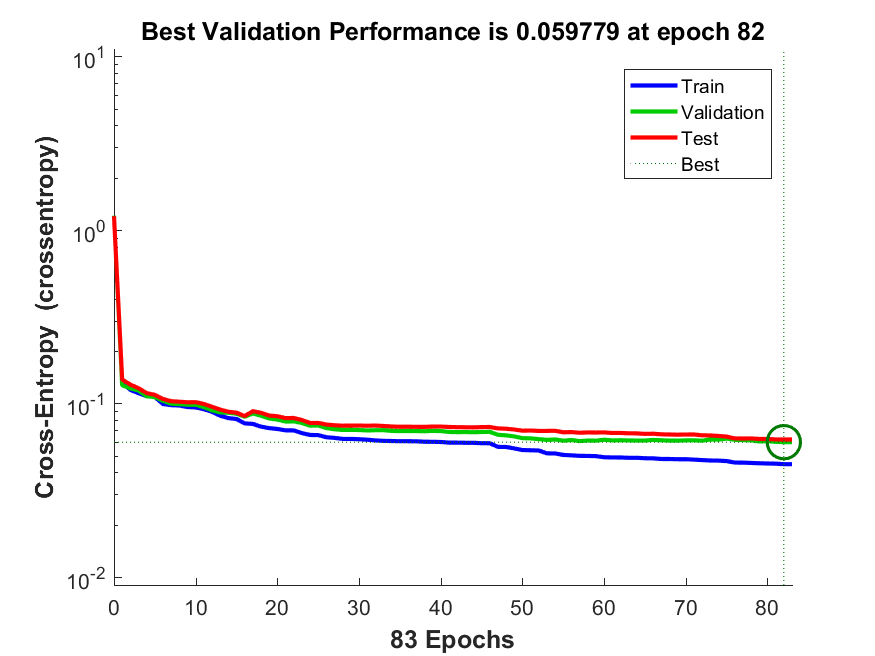 Best Validation Performance is 0.059779 at epoch 82
Cross-Entropy (crossentropy)
10^1
10^0
10^-1
10^-2
Train
Validation
Test
Best
0 10 20 30 40 50 60 70 80
83 Epochs